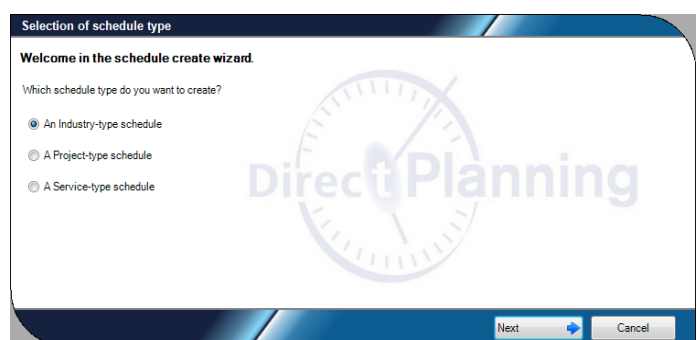 Selection of schedule type
Welcome in the schedule create wizard.
Which schedule type do you want to create?
An Industry-type schedule
A Project-type schedule
A Service-type schedule
Direct Planning
Next
Cancel